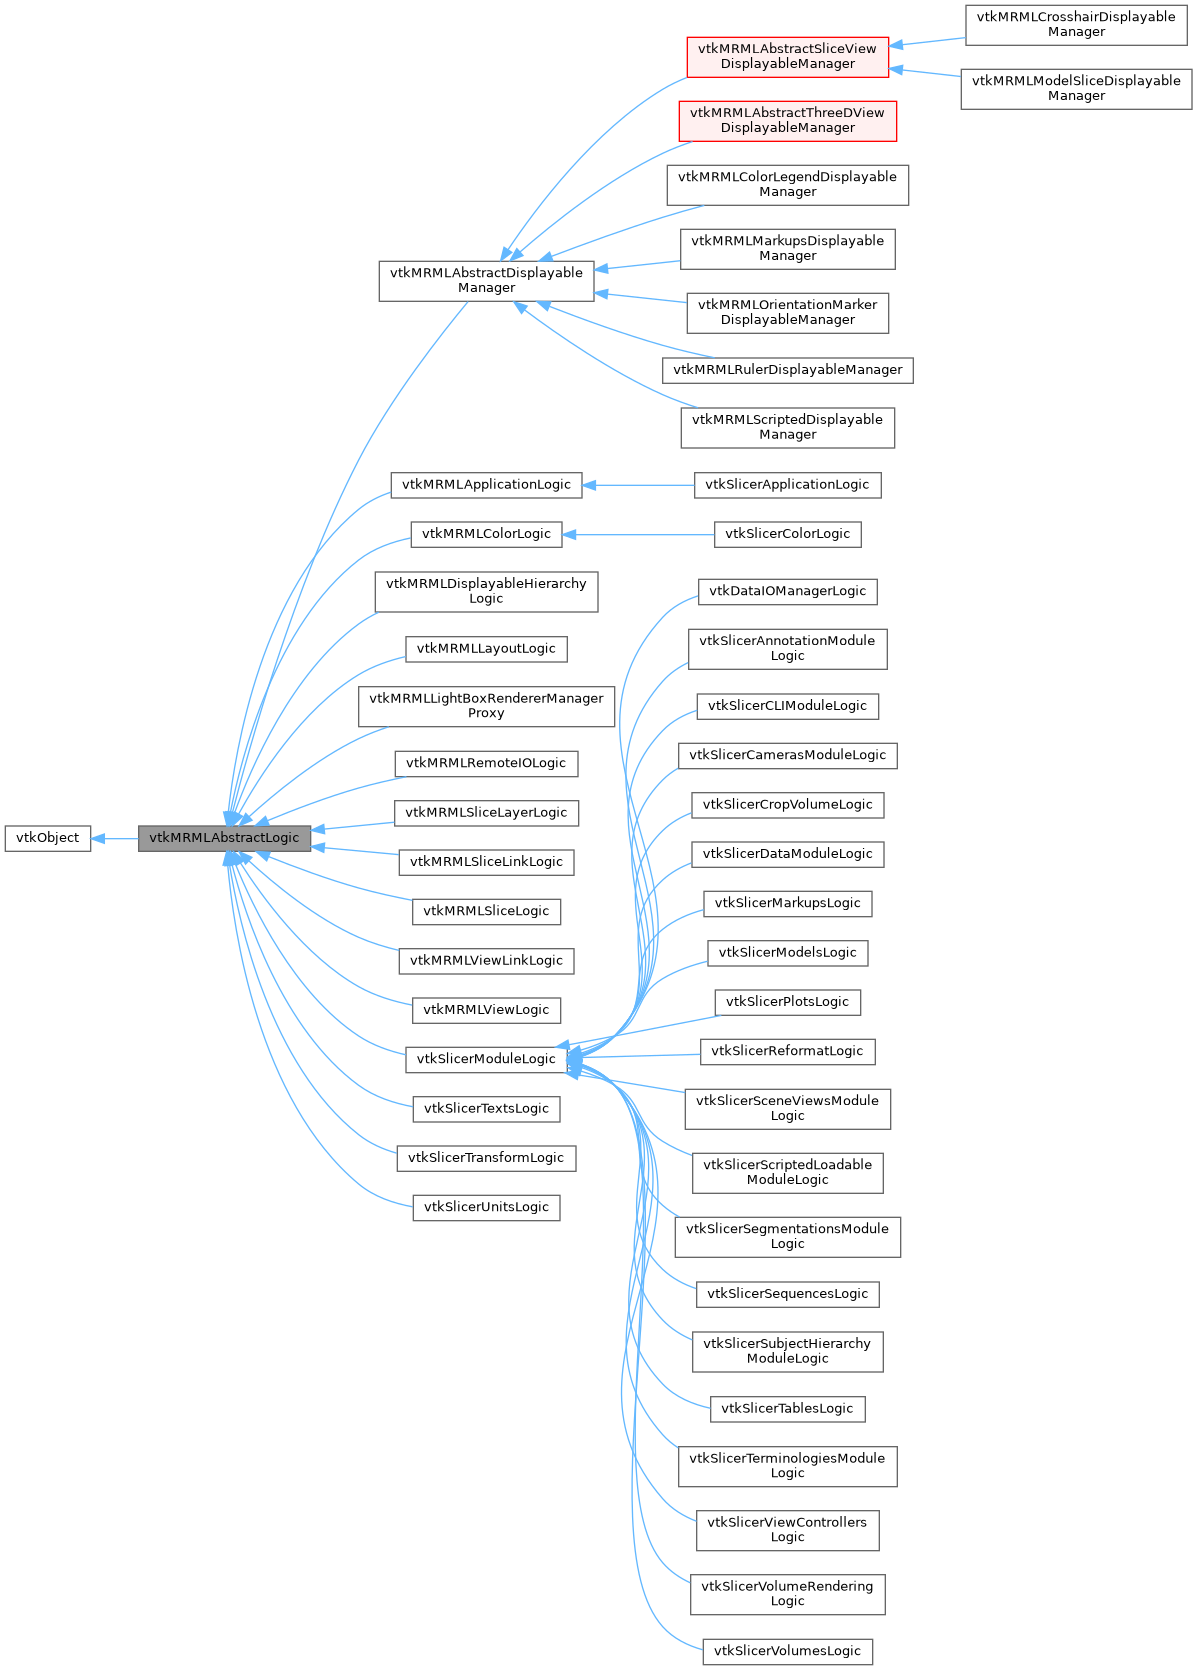 vtkMRMLCrosshairDisplayable
Manager
vtkMRMLAbstractSliceView
DisplayableManager
vtkMRMLModelSliceDisplayable
Manager
vtkMRMLAbstractThreeDView
DisplayableManager
vtkMRMLColorLegendDisplayable
Manager
vtkMRMLMarkupsDisplayable
Manager
vtkMRMLAbstractDisplayable
Manager
vtkMRMLOrientationMarker
DisplayableManager
vtkMRMLRulerDisplayableManager
vtkMRMLScriptedDisplayable
Manager
vtkMRMLApplicationLogic
vtkSlicerApplicationLogic
vtkMRMLColorLogic
vtkSlicerColorLogic
vtkMRMLDisplayableHierarchy
Logic
vtkDataIOManagerLogic
vtkMRMLLayoutLogic
vtkSlicerAnnotationModule
Logic
vtkMRMLLightBoxRendererManager
Proxy
vtkSlicerCLIModuleLogic
vtkMRMLRemoteIOLogic
vtkSlicerCamerasModuleLogic
vtkMRMLSliceLayerLogic
vtkSlicerCropVolumeLogic
vtkObject
vtkMRMLAbstractLogic
vtkMRMLSliceLinkLogic
vtkSlicerDataModuleLogic
vtkMRMLSliceLogic
vtkSlicerMarkupsLogic
vtkMRMLViewLinkLogic
vtkSlicerModelsLogic
vtkMRMLViewLogic
vtkSlicerPlotsLogic
vtkSlicerModuleLogic
vtkSlicerReformatLogic
vtkSlicerTextsLogic
vtkSlicerSceneViewsModule
Logic
vtkSlicerTransformLogic
vtkSlicerScriptedLoadable
ModuleLogic
vtkSlicerUnitsLogic
vtkSlicerSegmentationsModule
Logic
vtkSlicerSequencesLogic
vtkSlicerSubjectHierarchy
ModuleLogic
vtkSlicerTablesLogic
vtkSlicerTerminologiesModule
Logic
vtkSlicerViewControllers
Logic
vtkSlicerVolumeRendering
Logic
vtkSlicerVolumesLogic